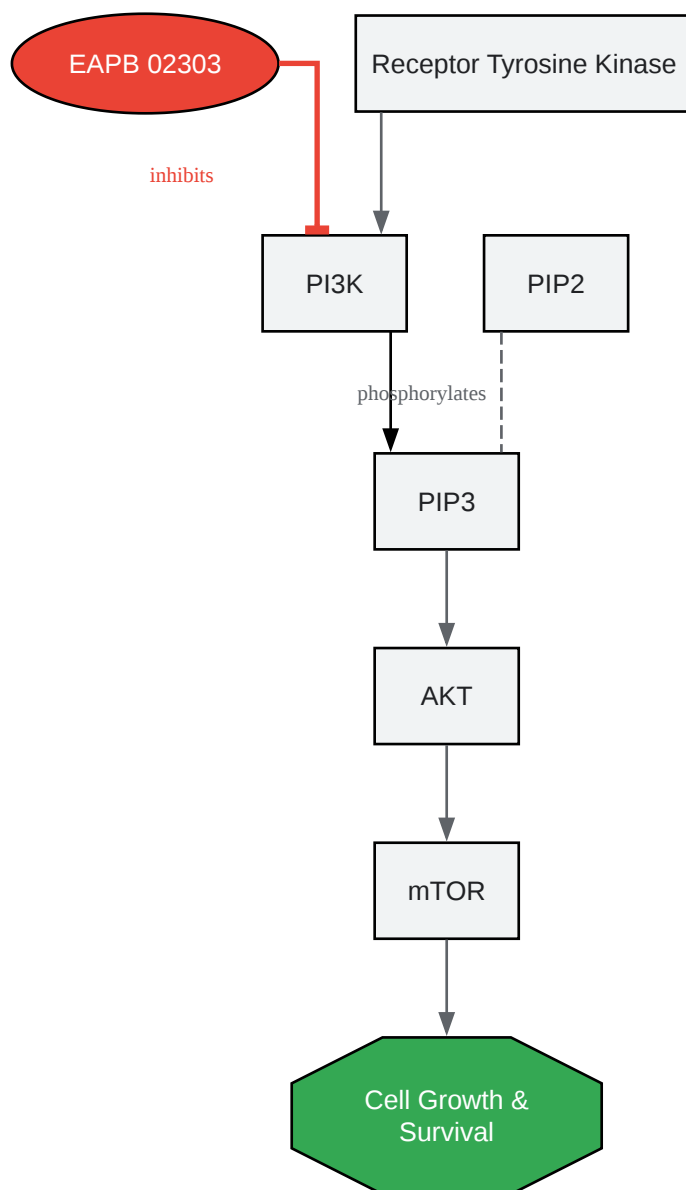 EAPB 02303
Receptor Tyrosine Kinase
inhibits
PI3K
PIP2
phosphorylates
PIP3
AKT
mTOR
Cell Growth &
Survival